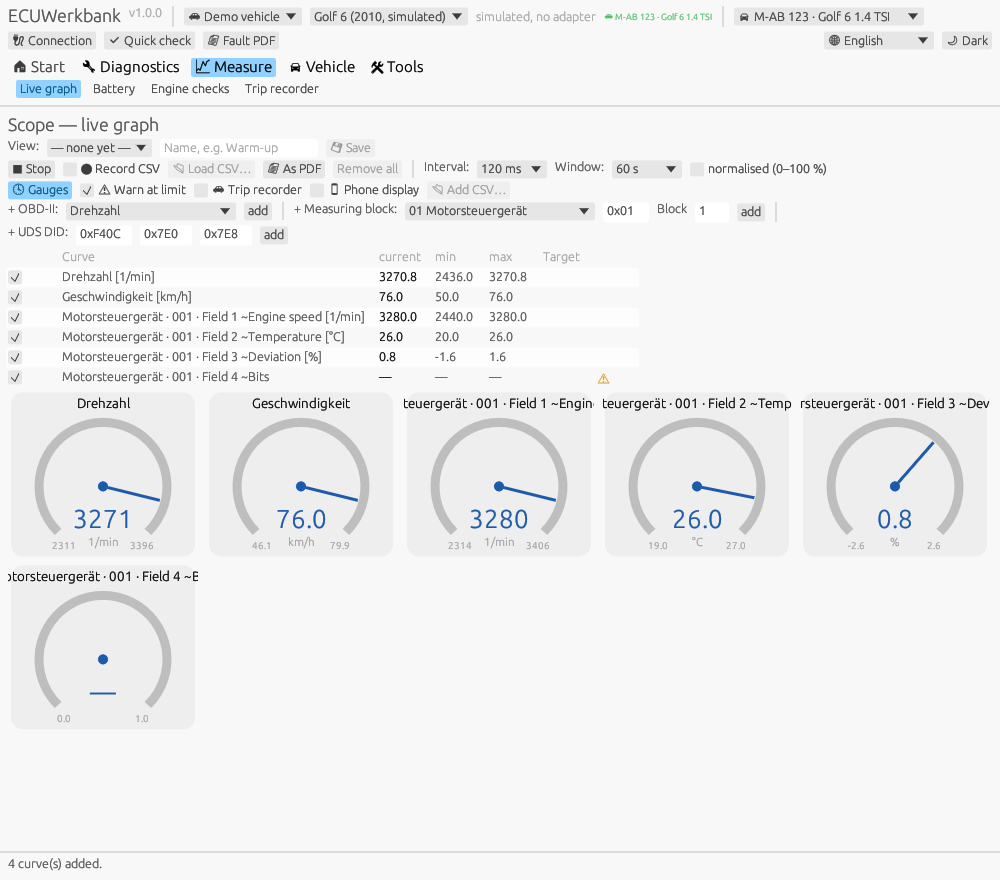 ECUWerkbank v1.0.0 Demo vehicle Golf 6 (2010, simulated) simulated, no adapter M-AB 123 · Golf 6 1.4 TSI M-AB 123 · Golf 6 1.4 TSI
Connection Quick check Fault PDF English Dark
Start Diagnostics Measure Vehicle Tools
Live graph Battery Engine checks Trip recorder
Scope — live graph
View: — none yet — Name, e.g. Warm-up Save
Stop Record CSV Load CSV... As PDF Remove all Interval: 120 ms Window: 60 s normalised (0–100 %)
Gauges Warn at limit Trip recorder Phone display Add CSV...
+ OBD-II: Drehzahl add + Measuring block: 01 Motorsteuergerät 0x01 Block 1 add
+ UDS DID: 0xF40C 0x7E0 0x7E8 add
Curve current min max Target
Drehzahl [1/min] 3270.8 2436.0 3270.8
Geschwindigkeit [km/h] 76.0 50.0 76.0
Motorsteuergerät · 001 · Field 1 ~Engine speed [1/min] 3280.0 2440.0 3280.0
Motorsteuergerät · 001 · Field 2 ~Temperature [°C] 26.0 20.0 26.0
Motorsteuergerät · 001 · Field 3 ~Deviation [%] 0.8 -1.6 1.6
Motorsteuergerät · 001 · Field 4 ~Bits — — —
Drehzahl Geschwindigkeit teuergerät · 001 · Field 1 ~Engin teuergerät · 001 · Field 2 ~Temp rsteuergerät · 001 · Field 3 ~Dev
3271 76.0 3280 26.0 0.8
2311 1/min 3396 46.1 km/h 79.9 2314 1/min 3406 19.0 °C 27.0 -2.6 % 2.6
otorsteuergerät · 001 · Field 4 ~B
—
0.0 1.0
4 curve(s) added.